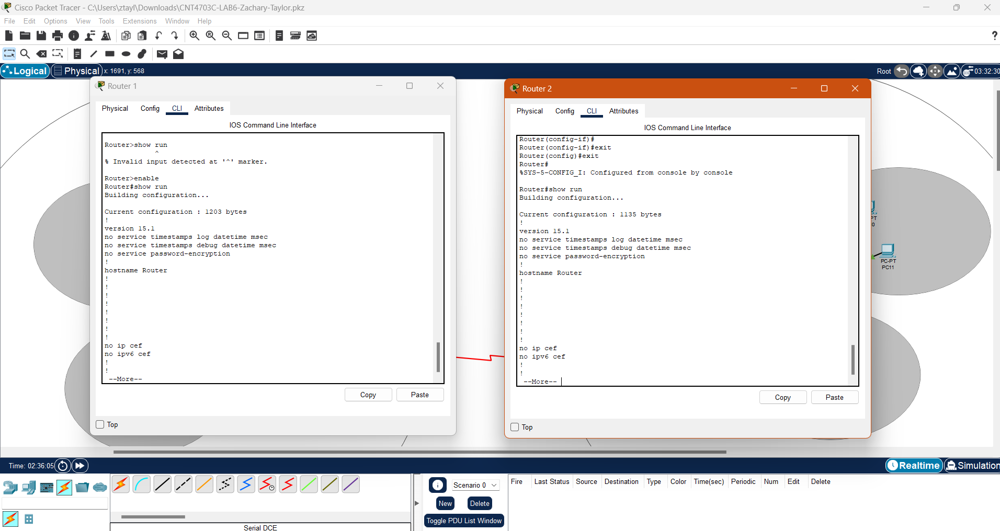 Cisco Packet Tracer - C:\Users\ztayl\Downloads\CNT4703C-LAB6-Zachary-Taylor.pkz
File Edit Options View Tools Extensions Window Help
?
Logical Physical x: 1691, y: 568
Root 03:32:30
Router 1
Physical Config CLI Attributes
IOS Command Line Interface
Router>show run
^
% Invalid input detected at '^' marker.
Router>enable
Router#show run
Building configuration...
Current configuration : 1203 bytes
!
version 15.1
no service timestamps log datetime msec
no service timestamps debug datetime msec
no service password-encryption
!
hostname Router
!
!
!
!
!
!
!
!
no ip cef
no ipv6 cef
!
!
--More--
Copy Paste
Top
Router 2
Physical Config CLI Attributes
IOS Command Line Interface
Router(config-if)#
Router(config-if)#exit
Router(config)#exit
Router#
%SYS-5-CONFIG_I: Configured from console by console
Router#show run
Building configuration...
Current configuration : 1135 bytes
!
version 15.1
no service timestamps log datetime msec
no service timestamps debug datetime msec
no service password-encryption
!
hostname Router
!
!
!
!
!
!
!
!
no ip cef
no ipv6 cef
!
!
--More--
Copy Paste
Top
PT
0
PC-PT
PC11
Time: 02:36:05
Realtime Simulation
Serial DCE
Scenario 0
New Delete
Toggle PDU List Window
Fire Last Status Source Destination Type Color Time(sec) Periodic Num Edit Delete